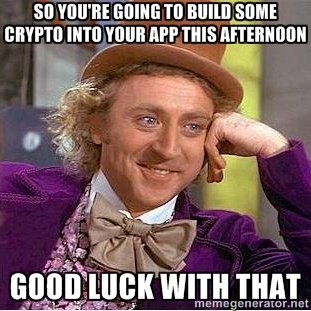 SO YOU'RE GOING TO BUILD SOME
CRYPTO INTO YOUR APP THIS AFTERNOON
GOOD LUCK WITH THAT
memegenerator.net